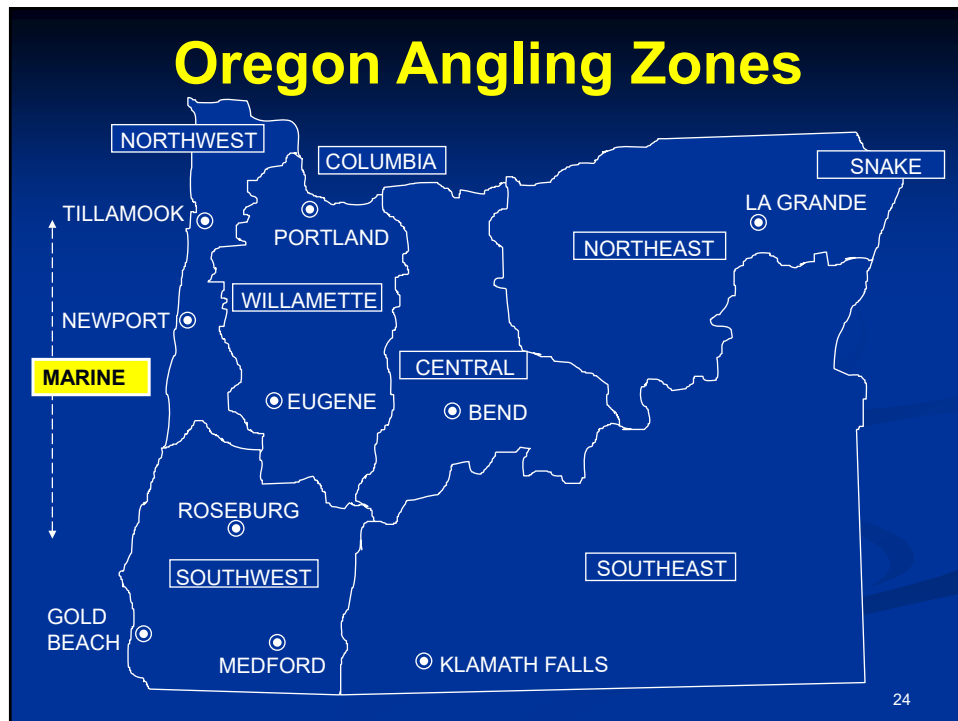 Oregon Angling Zones
NORTHWEST
COLUMBIA
SNAKE
TILLAMOOK
PORTLAND
LA GRANDE
NORTHEAST
WILLAMETTE
NEWPORT
MARINE
CENTRAL
EUGENE
BEND
ROSEBURG
SOUTHWEST
SOUTHEAST
GOLD
BEACH
MEDFORD
KLAMATH FALLS
24